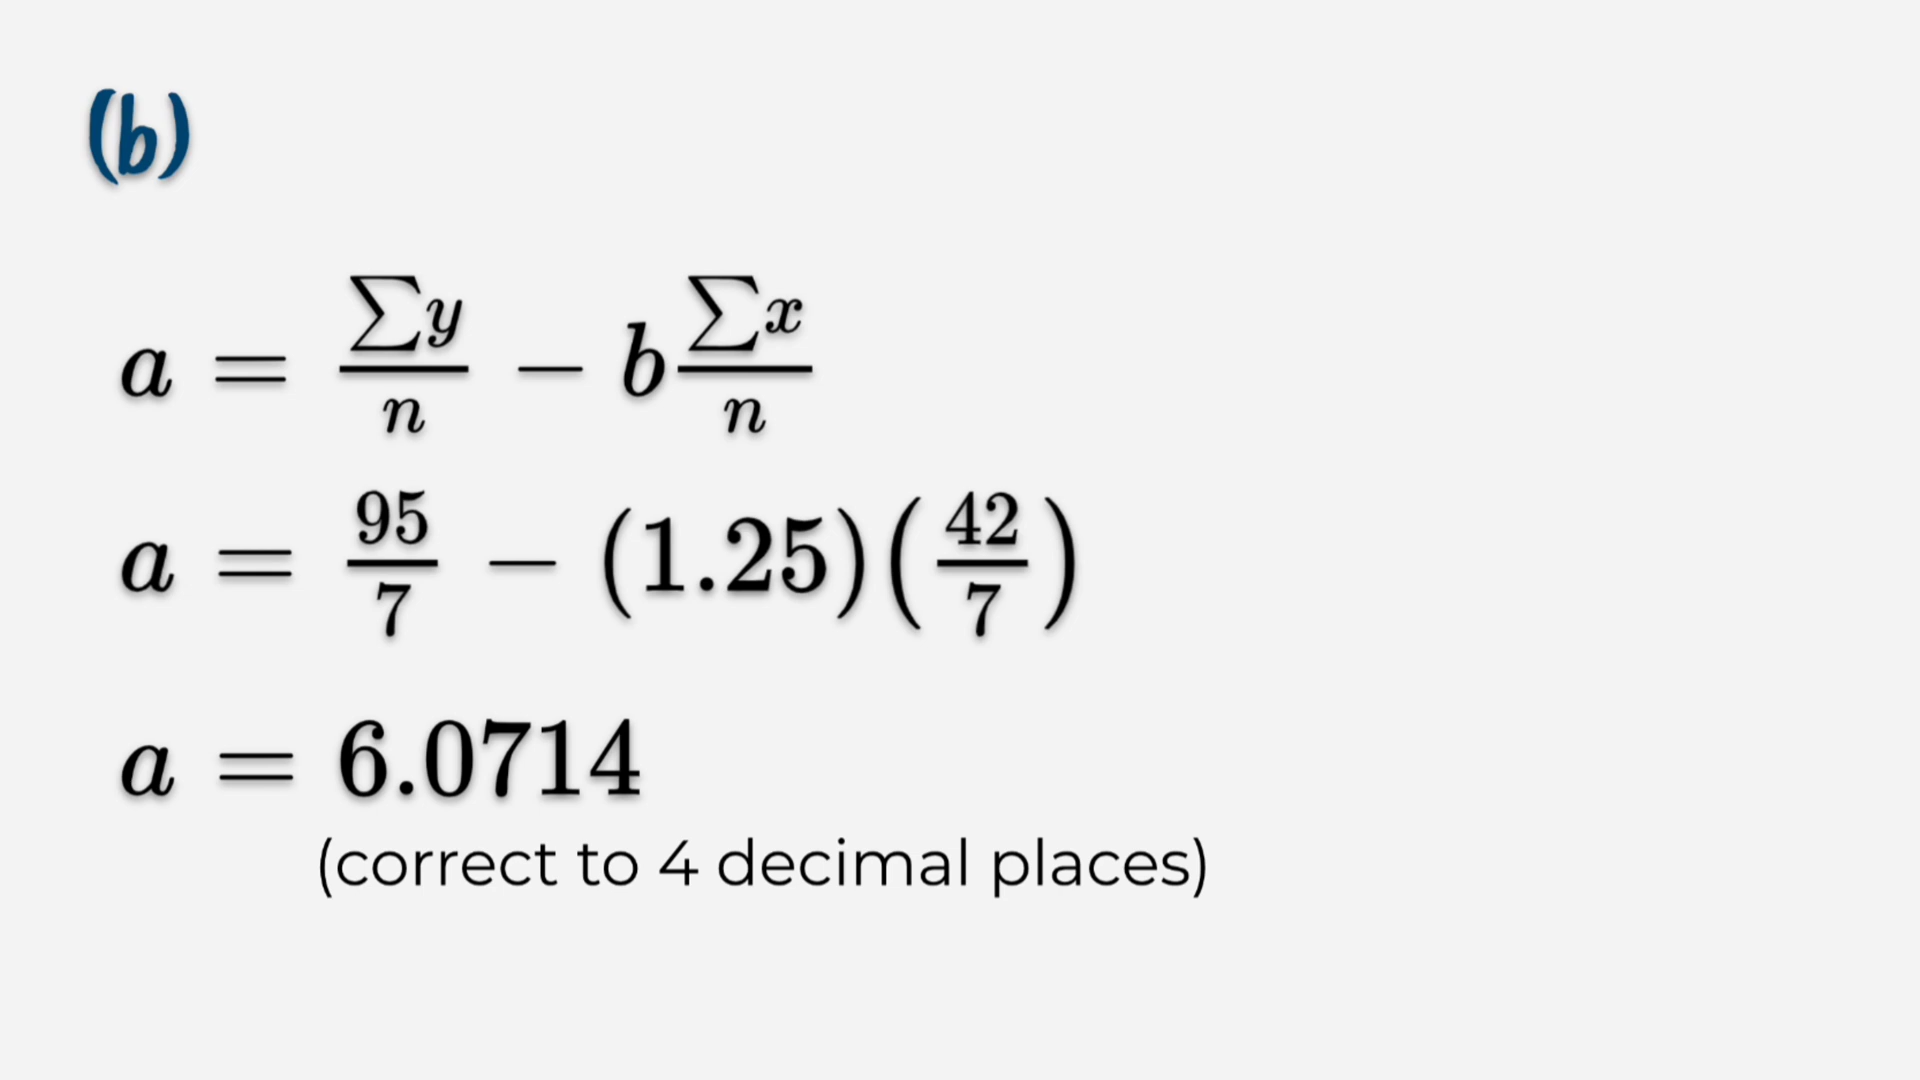 (b)
a = ∑y/n − b ∑x/n
a = 95/7 − (1.25)(42/7)
a = 6.0714
(correct to 4 decimal places)